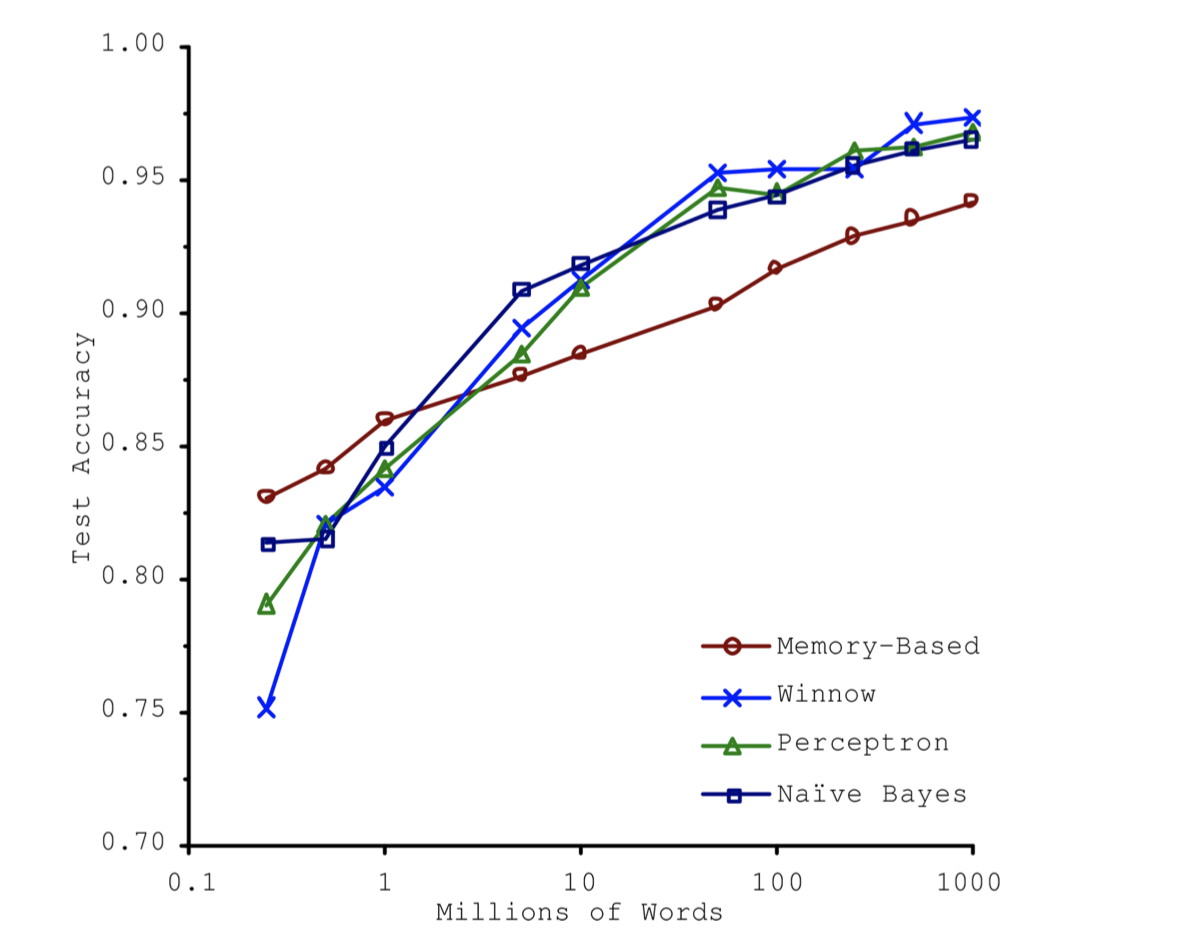 1.00
0.95
0.90
0.85
0.80
0.75
0.70
Test Accuracy
Memory-Based
Winnow
Perceptron
Naïve Bayes
0.1 1 10 100 1000
Millions of Words